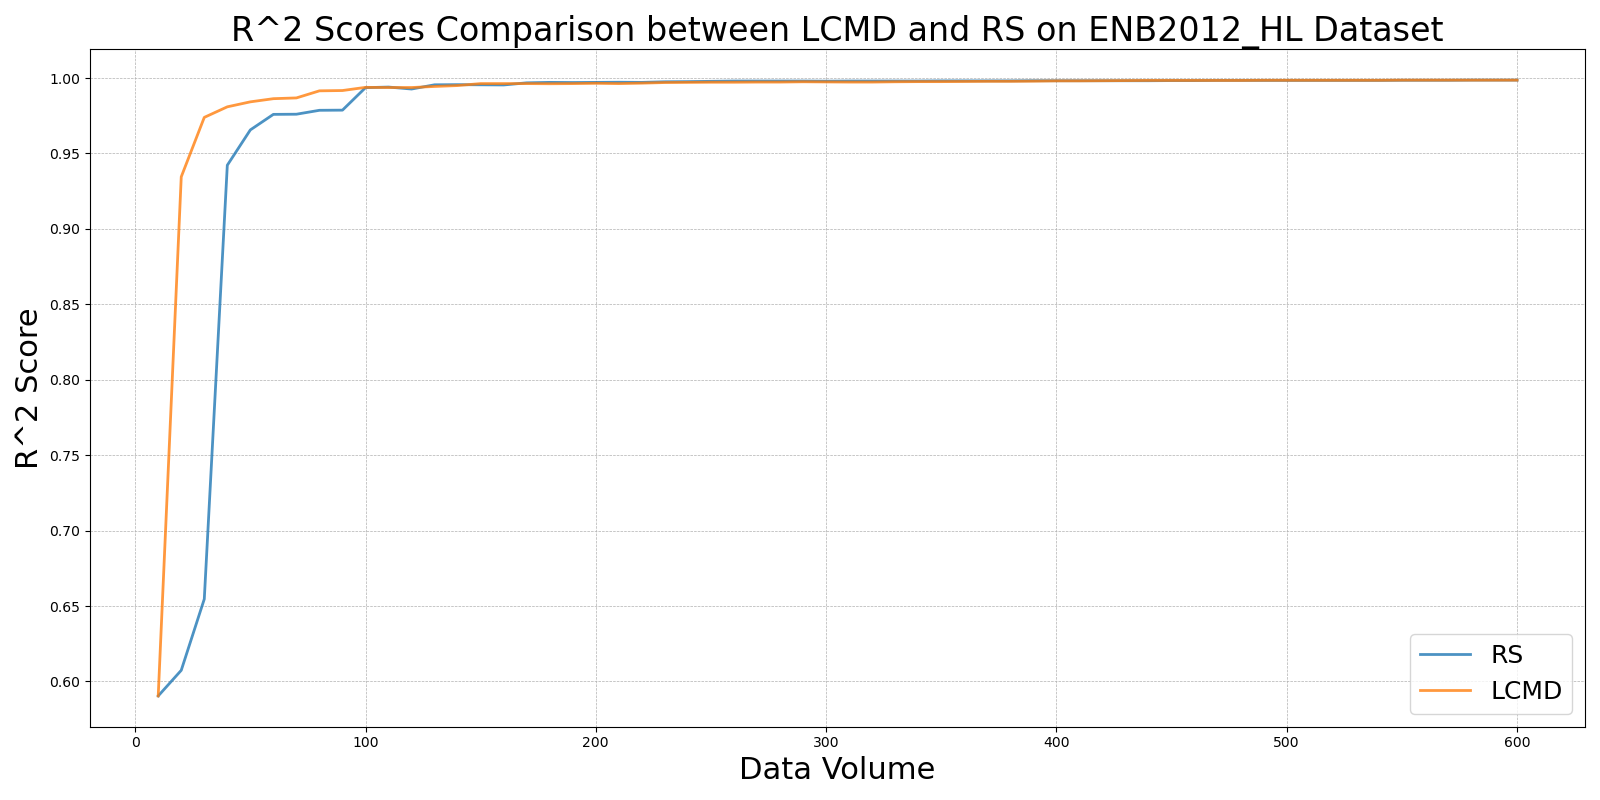 R^2 Scores Comparison between LCMD and RS on ENB2012_HL Dataset
R^2 Score
1.00
0.95
0.90
0.85
0.80
0.75
0.70
0.65
0.60
RS
LCMD
0 100 200 300 400 500 600
Data Volume